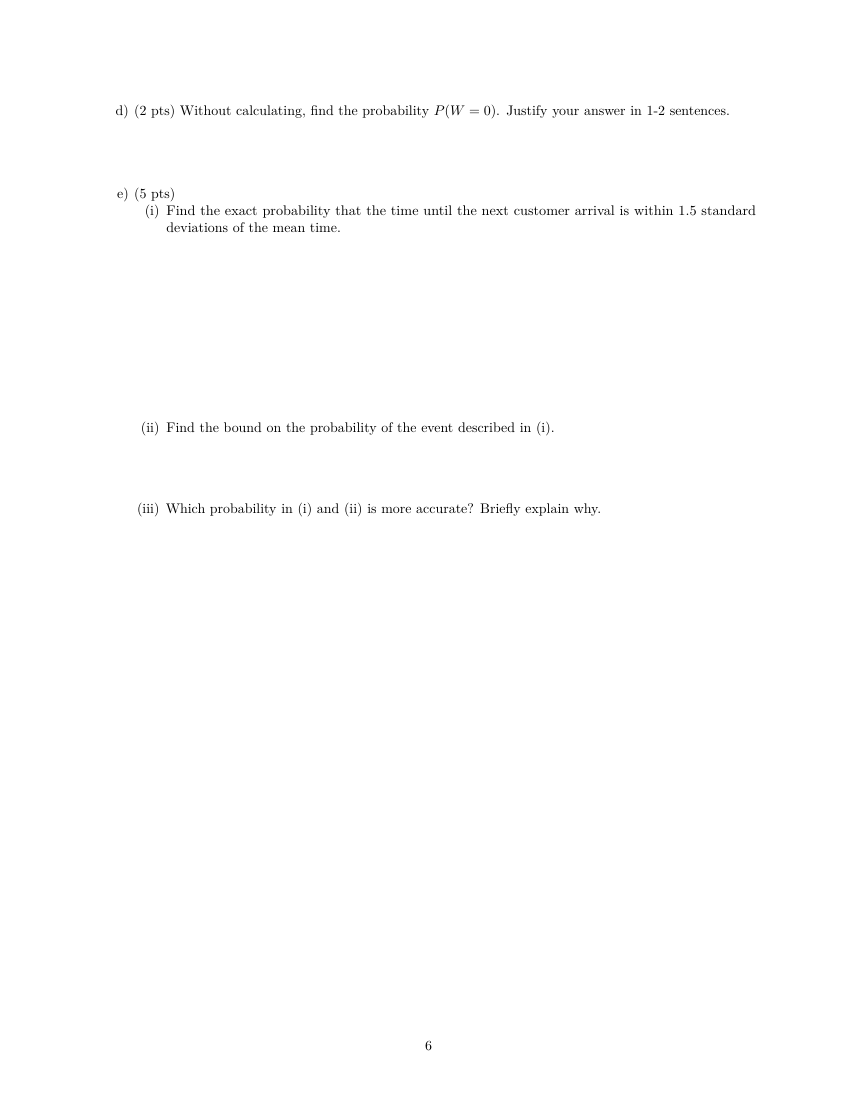 d) (2 pts) Without calculating, find the probability P(W = 0). Justify your answer in 1-2 sentences.
e) (5 pts)
(i) Find the exact probability that the time until the next customer arrival is within 1.5 standard
deviations of the mean time.
(ii) Find the bound on the probability of the event described in (i).
(iii) Which probability in (i) and (ii) is more accurate? Briefly explain why.
6